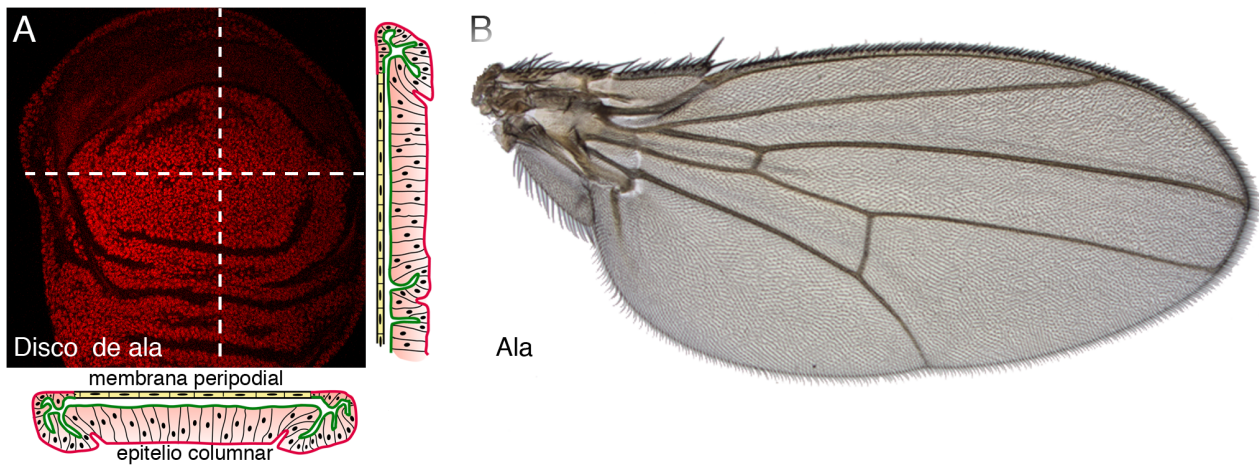 A
B
Disco de ala
Ala
membrana peripodial
epitelio columnar